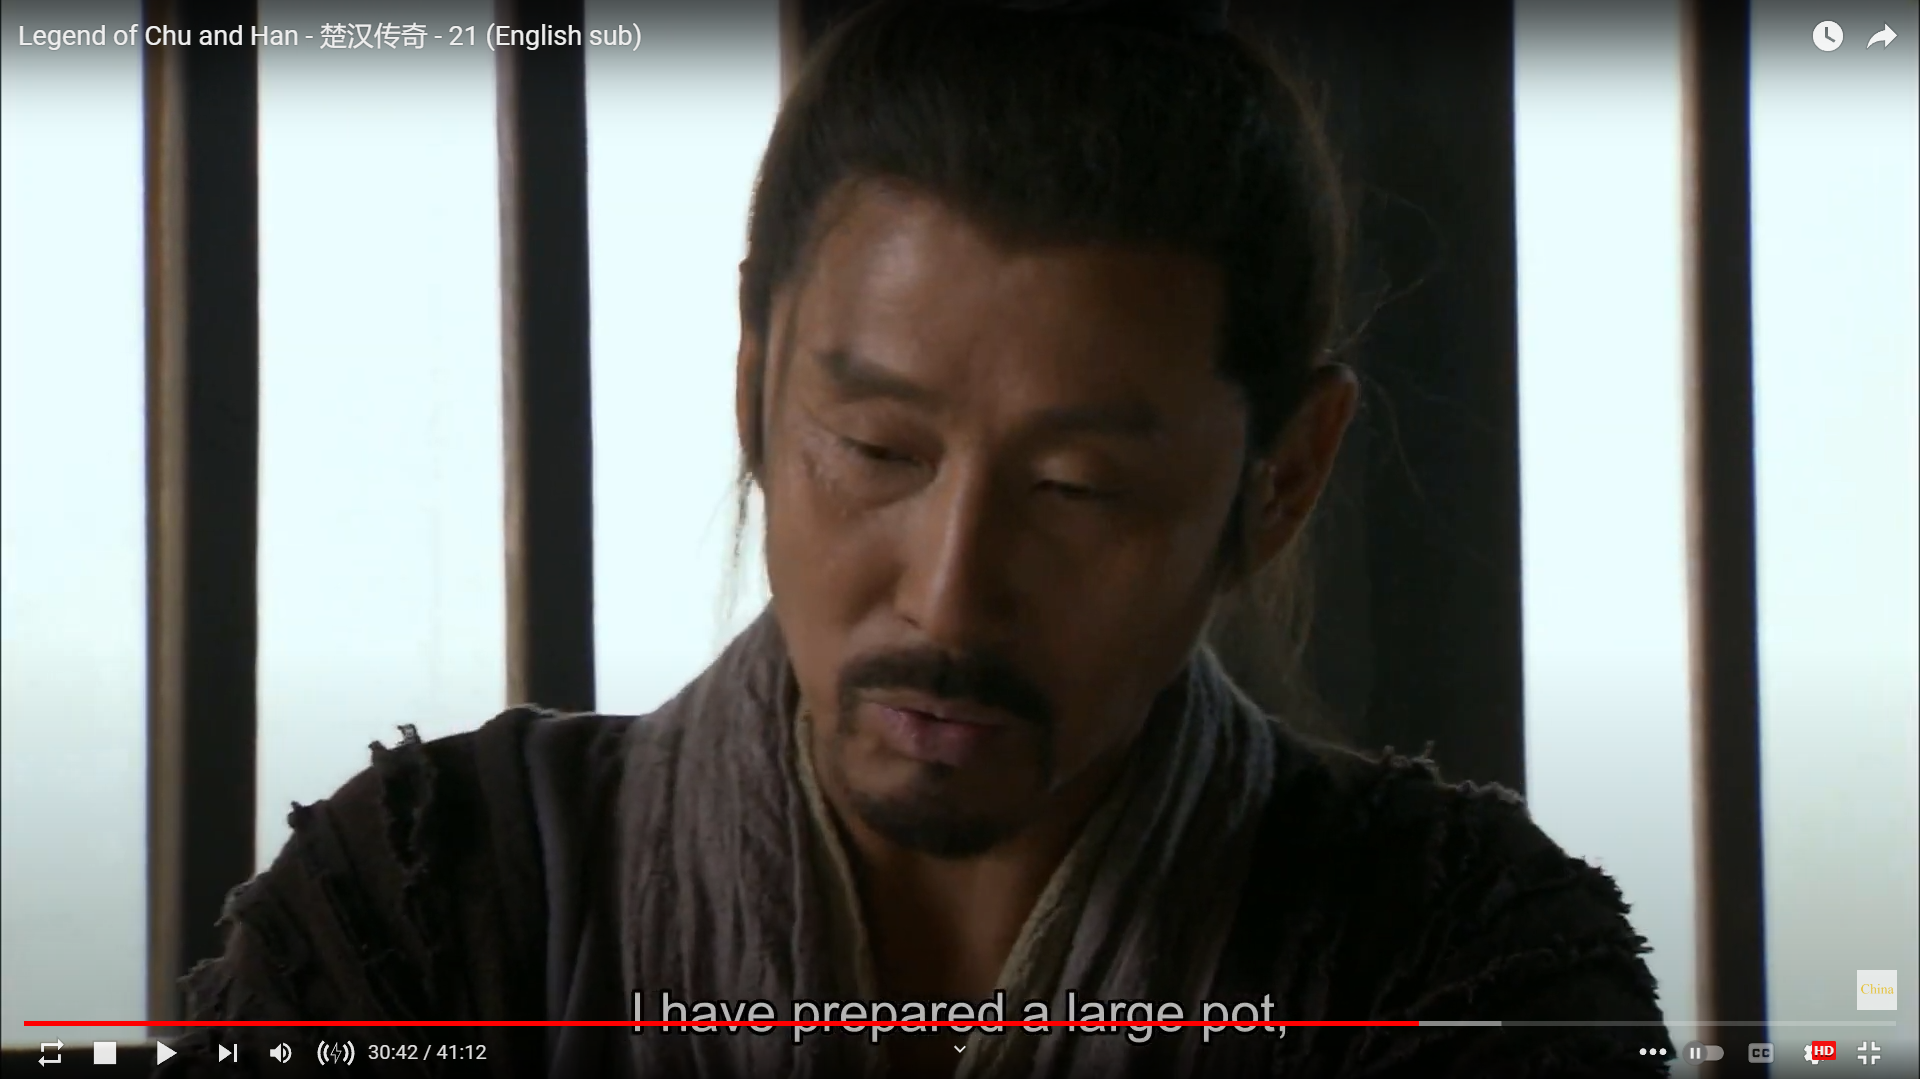 Legend of Chu and Han - 楚汉传奇 - 21 (English sub)
I have prepared a large pot,
China
30:42 / 41:12
CC
HD